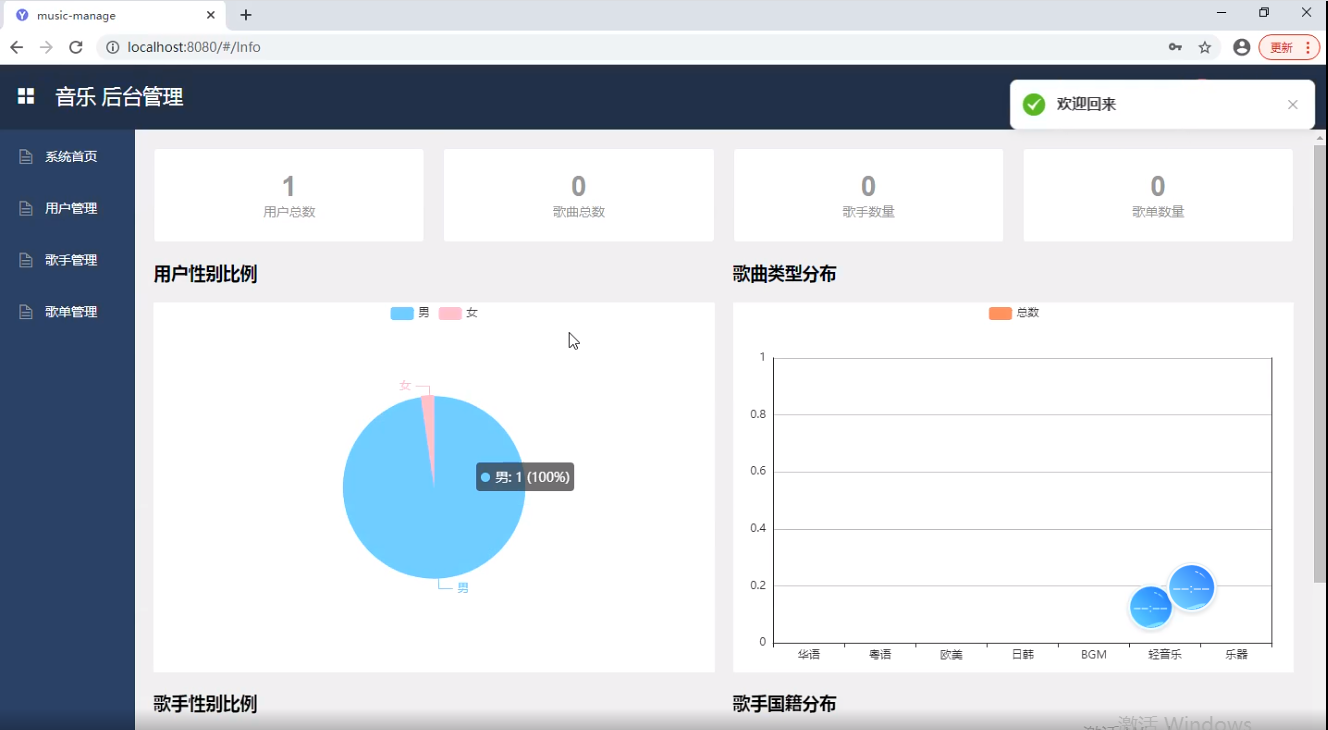 music-manage
localhost:8080/#/Info
更新
音乐 后台管理
欢迎回来
系统首页
用户管理
歌手管理
歌单管理
1
用户总数
0
歌曲总数
0
歌手数量
0
歌单数量
用户性别比例
男 女
女
男: 1 (100%)
男
歌曲类型分布
总数
1
0.8
0.6
0.4
0.2
0
--:--
--:--
华语 粤语 欧美 日韩 BGM 轻音乐 乐器
歌手性别比例
歌手国籍分布
激活 Windows